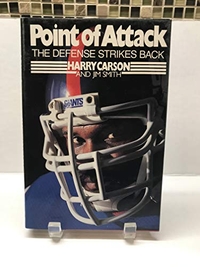 Point of Attack
THE DEFENSE STRIKES BACK
HARRY CARSON
AND JIM SMITH
GIANTS